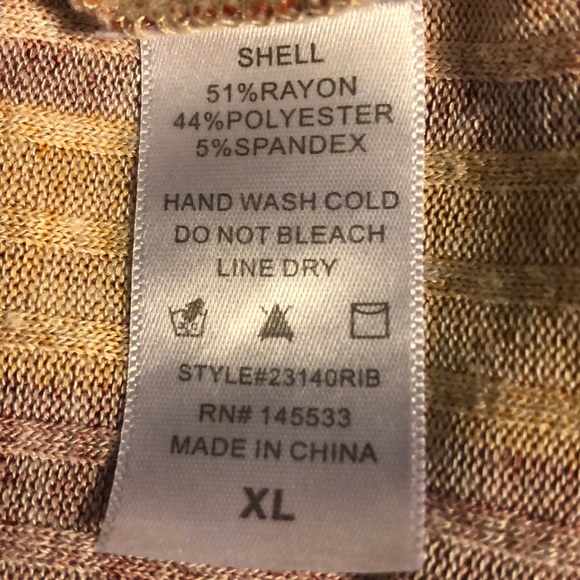 SHELL
51%RAYON
44%POLYESTER
5%SPANDEX
HAND WASH COLD
DO NOT BLEACH
LINE DRY
STYLE#23140RIB
RN# 145533
MADE IN CHINA
XL